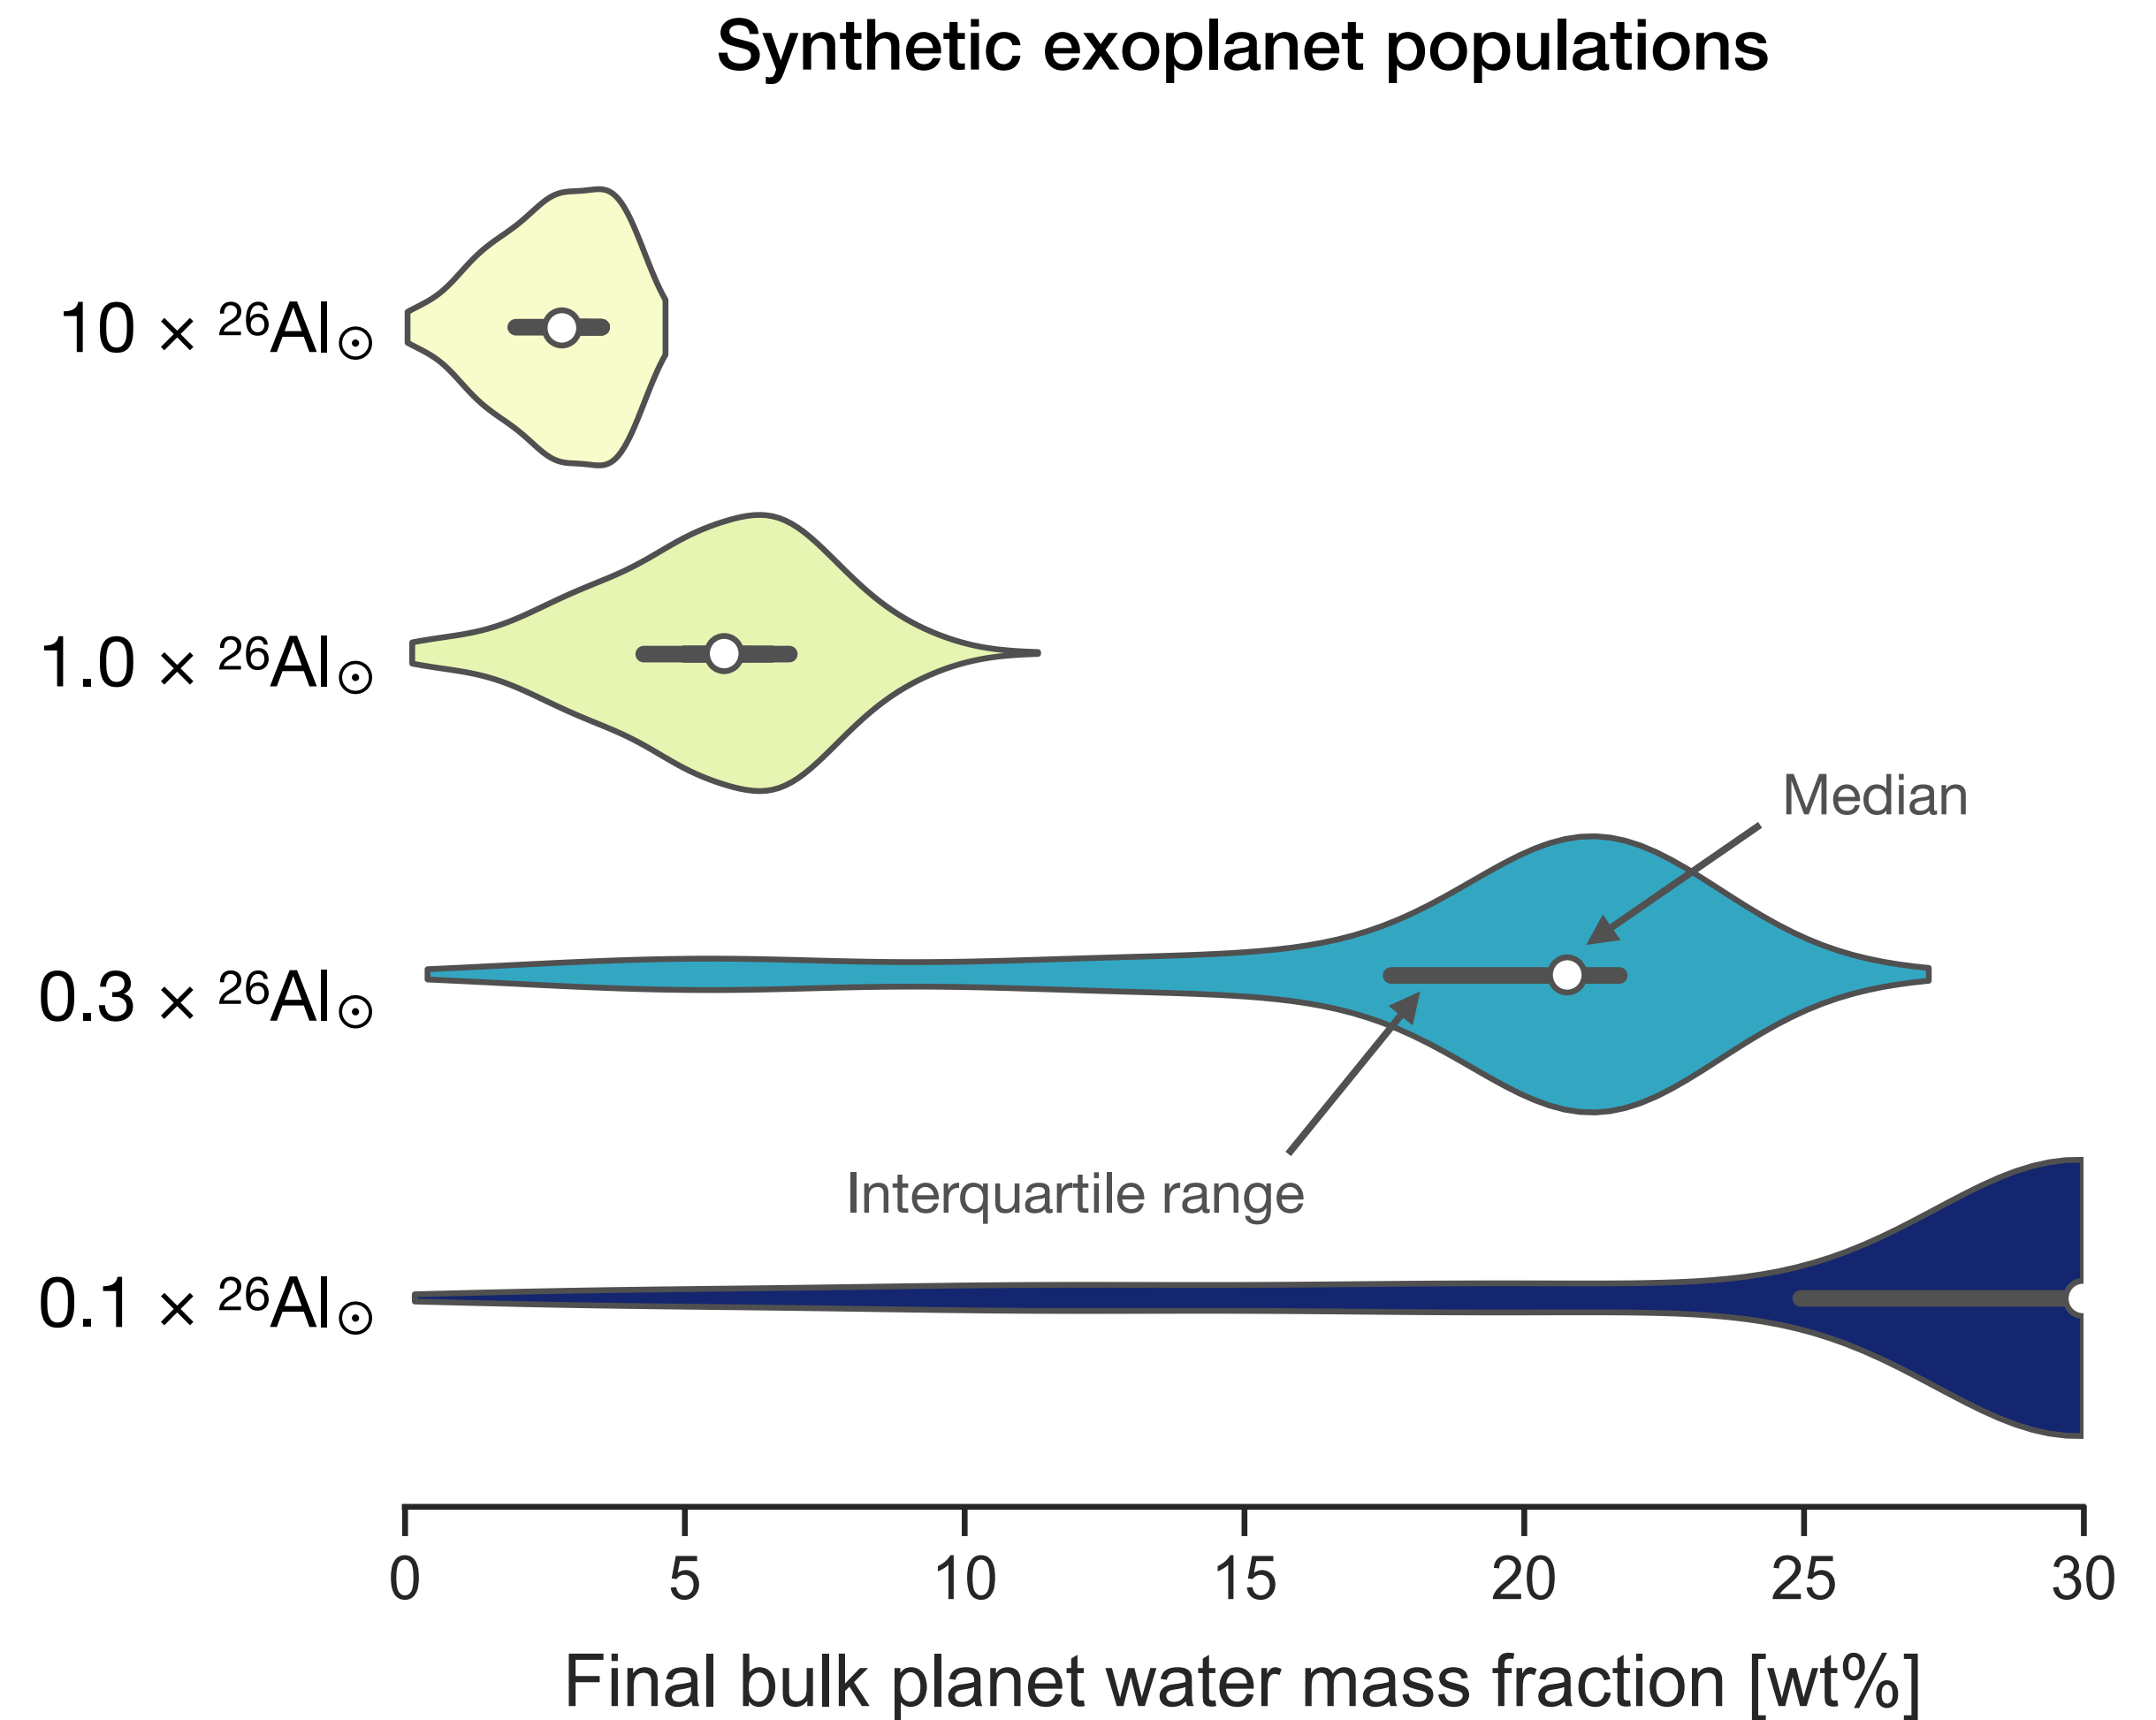 Synthetic exoplanet populations
10 × ²⁶Al☉
1.0 × ²⁶Al☉
Median
0.3 × ²⁶Al☉
Interquartile range
0.1 × ²⁶Al☉
0 5 10 15 20 25 30
Final bulk planet water mass fraction [wt%]